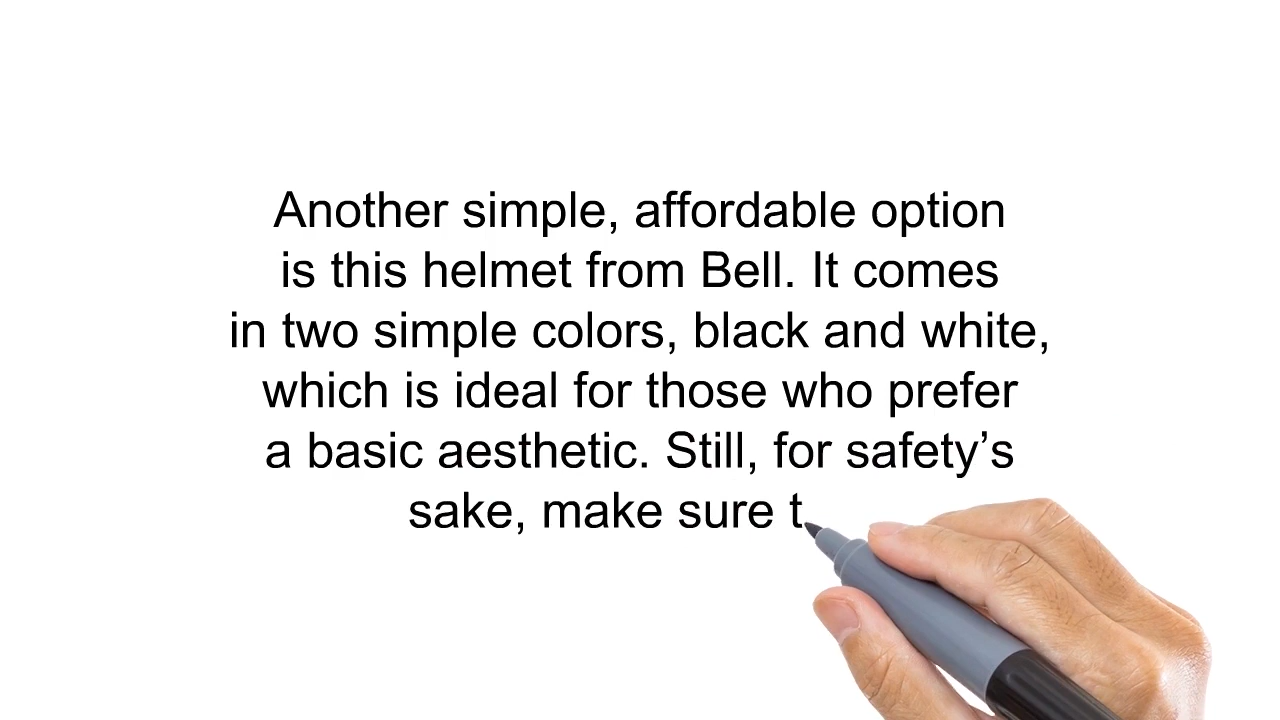 Another simple, affordable option
is this helmet from Bell. It comes
in two simple colors, black and white,
which is ideal for those who prefer
a basic aesthetic. Still, for safety’s
sake, make sure t